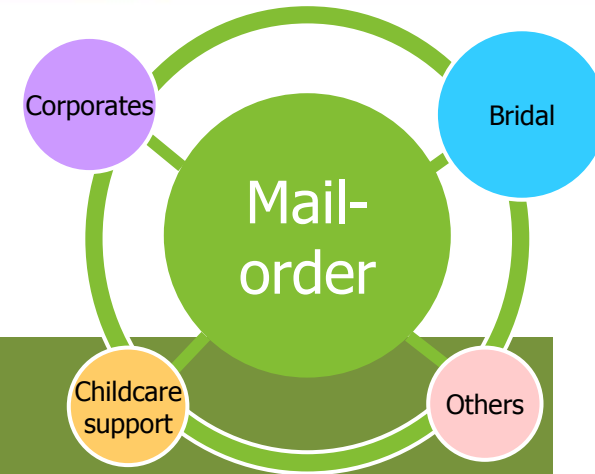 Corporates
Bridal
Mail-
order
Childcare
support
Others